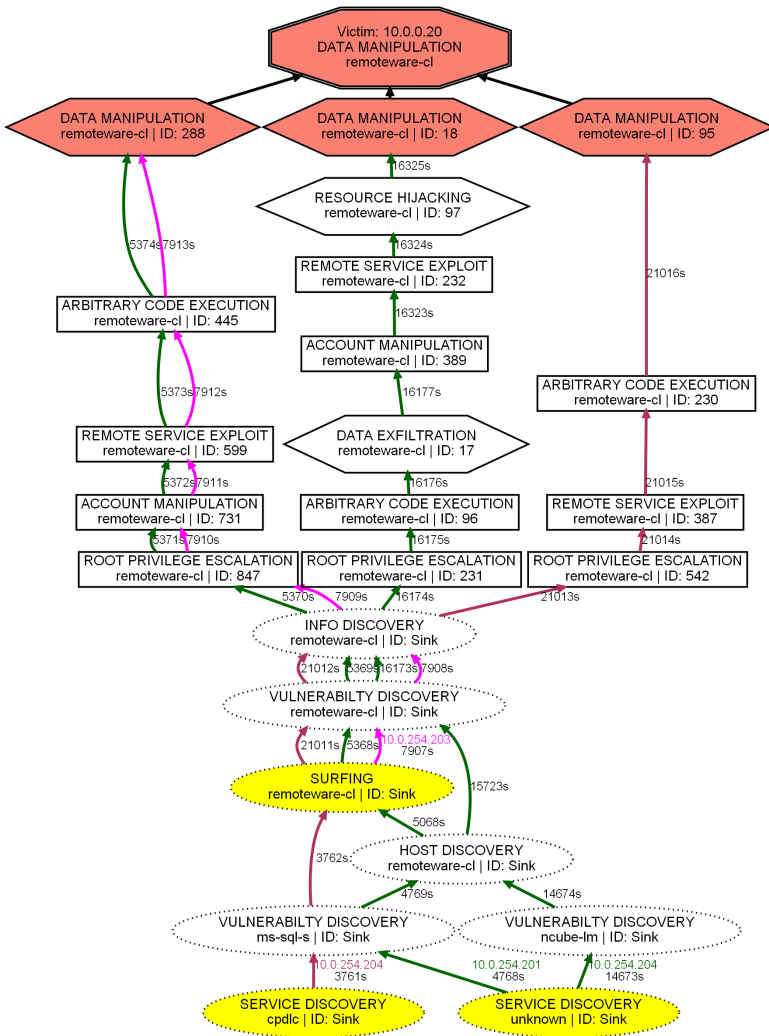 Victim: 10.0.0.20
DATA MANIPULATION
remoteware-cl
DATA MANIPULATION
remoteware-cl | ID: 288
DATA MANIPULATION
remoteware-cl | ID: 18
DATA MANIPULATION
remoteware-cl | ID: 95
16325s
RESOURCE HIJACKING
remoteware-cl | ID: 97
5374s
7913s
16324s
REMOTE SERVICE EXPLOIT
remoteware-cl | ID: 232
21016s
ARBITRARY CODE EXECUTION
remoteware-cl | ID: 445
16323s
ACCOUNT MANIPULATION
remoteware-cl | ID: 389
5373s
7912s
16177s
ARBITRARY CODE EXECUTION
remoteware-cl | ID: 230
REMOTE SERVICE EXPLOIT
remoteware-cl | ID: 599
DATA EXFILTRATION
remoteware-cl | ID: 17
5372s
7911s
16176s
21015s
ACCOUNT MANIPULATION
remoteware-cl | ID: 731
ARBITRARY CODE EXECUTION
remoteware-cl | ID: 96
REMOTE SERVICE EXPLOIT
remoteware-cl | ID: 387
5371s
7910s
16175s
21014s
ROOT PRIVILEGE ESCALATION
remoteware-cl | ID: 847
ROOT PRIVILEGE ESCALATION
remoteware-cl | ID: 231
ROOT PRIVILEGE ESCALATION
remoteware-cl | ID: 542
5370s
7909s
16174s
21013s
INFO DISCOVERY
remoteware-cl | ID: Sink
21012s
5369s
16173s
7908s
VULNERABILTY DISCOVERY
remoteware-cl | ID: Sink
21011s
5368s
10.0.254.203
7907s
15723s
SURFING
remoteware-cl | ID: Sink
5068s
3762s
HOST DISCOVERY
remoteware-cl | ID: Sink
4769s
14674s
VULNERABILTY DISCOVERY
ms-sql-s | ID: Sink
VULNERABILTY DISCOVERY
ncube-lm | ID: Sink
10.0.254.204
3761s
10.0.254.201
4768s
10.0.254.204
14673s
SERVICE DISCOVERY
cpdlc | ID: Sink
SERVICE DISCOVERY
unknown | ID: Sink